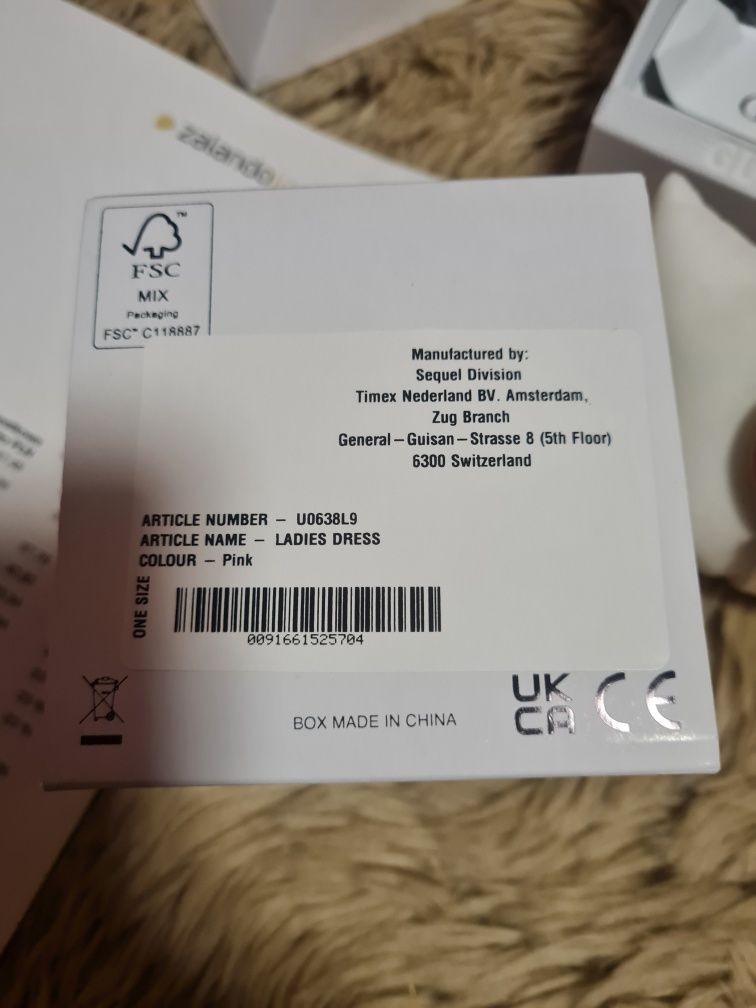 zalando
FSC™
MIX
Packaging
FSC™ C118887
Manufactured by:
Sequel Division
Timex Nederland BV. Amsterdam,
Zug Branch
General – Guisan – Strasse 8 (5th Floor)
6300 Switzerland
ARTICLE NUMBER – U0638L9
ARTICLE NAME – LADIES DRESS
COLOUR – Pink
ONE SIZE
0091661525704
BOX MADE IN CHINA
UK
CA
CE